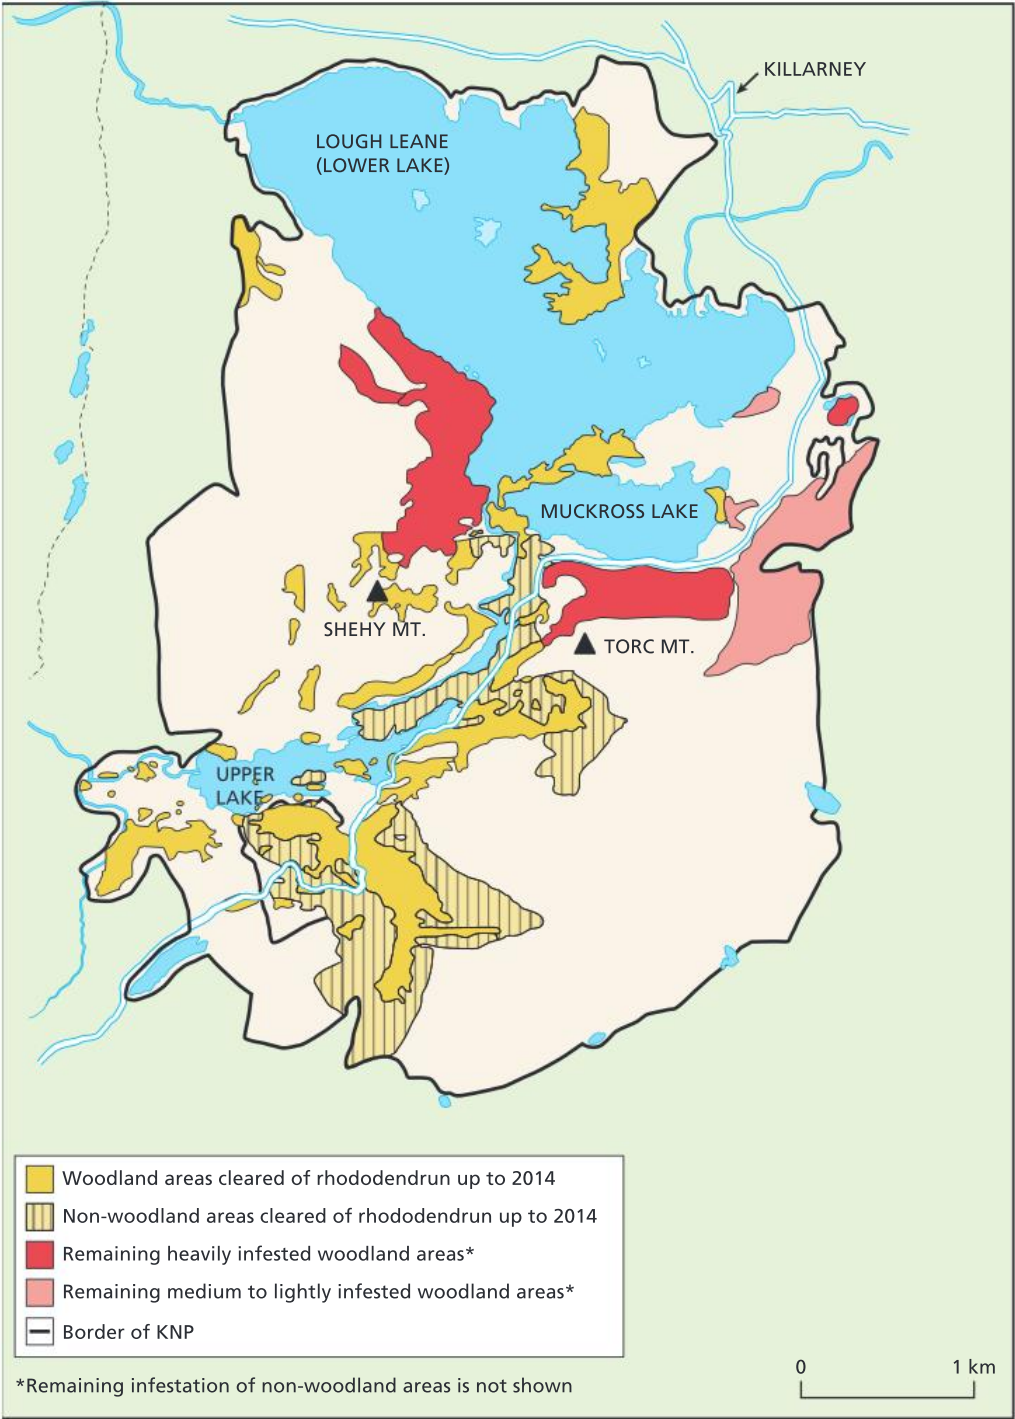 KILLARNEY
LOUGH LEANE
(LOWER LAKE)
MUCKROSS LAKE
SHEHY MT.
TORC MT.
UPPER
LAKE
Woodland areas cleared of rhododendrun up to 2014
Non-woodland areas cleared of rhododendrun up to 2014
Remaining heavily infested woodland areas*
Remaining medium to lightly infested woodland areas*
Border of KNP
0 1 km
*Remaining infestation of non-woodland areas is not shown